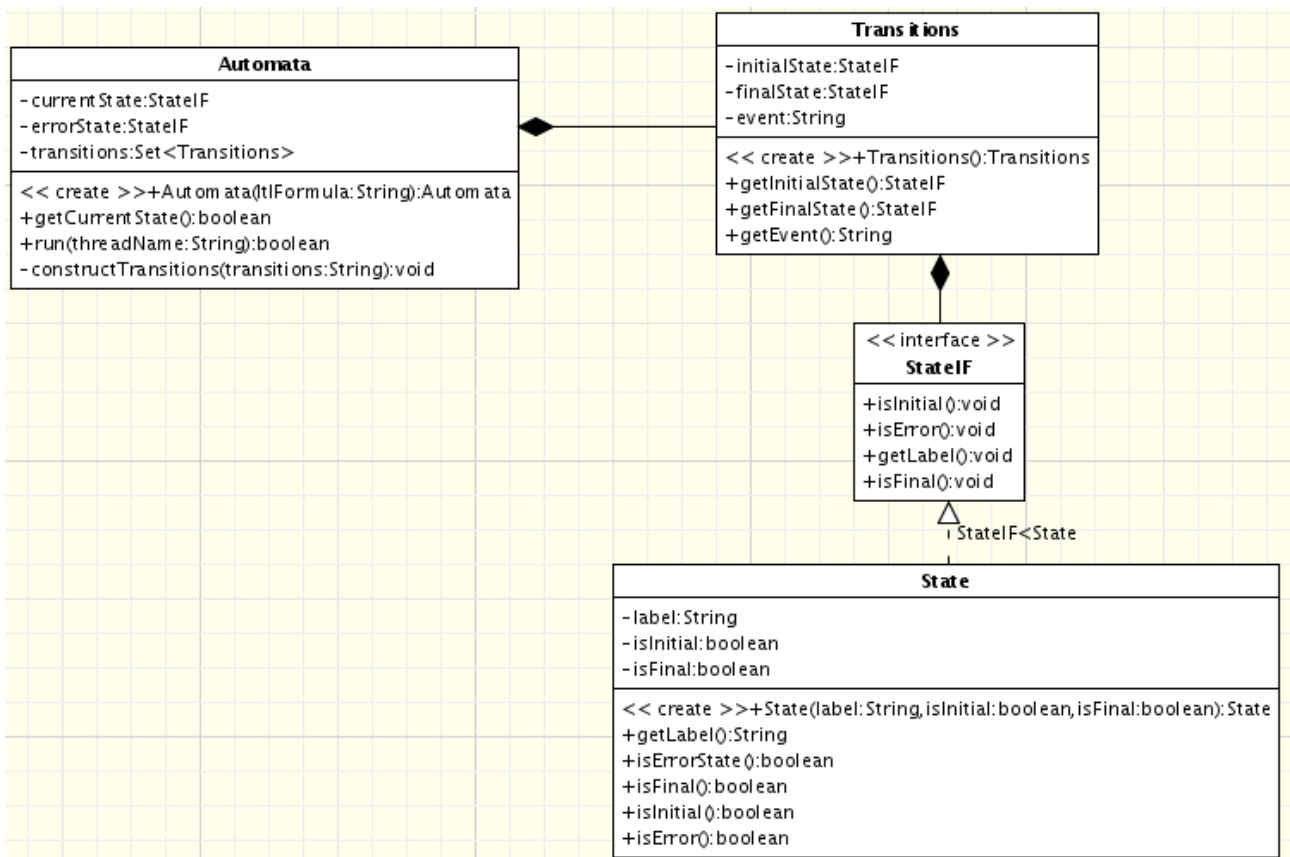 Automata
-currentState:StateIF
-errorState:StateIF
-transitions:Set<Transitions>
<< create >>+Automata(ltlFormula:String):Automata
+getCurrentState():boolean
+run(threadName:String):boolean
-constructTransitions(transitions:String):void
Transitions
-initialState:StateIF
-finalState:StateIF
-event:String
<< create >>+Transitions():Transitions
+getInitialState():StateIF
+getFinalState():StateIF
+getEvent():String
<< interface >>
StateIF
+isInitial():void
+isError():void
+getLabel():void
+isFinal():void
StateIF<State
State
-label:String
-isInitial:boolean
-isFinal:boolean
<< create >>+State(label:String,isInitial:boolean,isFinal:boolean):State
+getLabel():String
+isErrorState():boolean
+isFinal():boolean
+isInitial():boolean
+isError():boolean